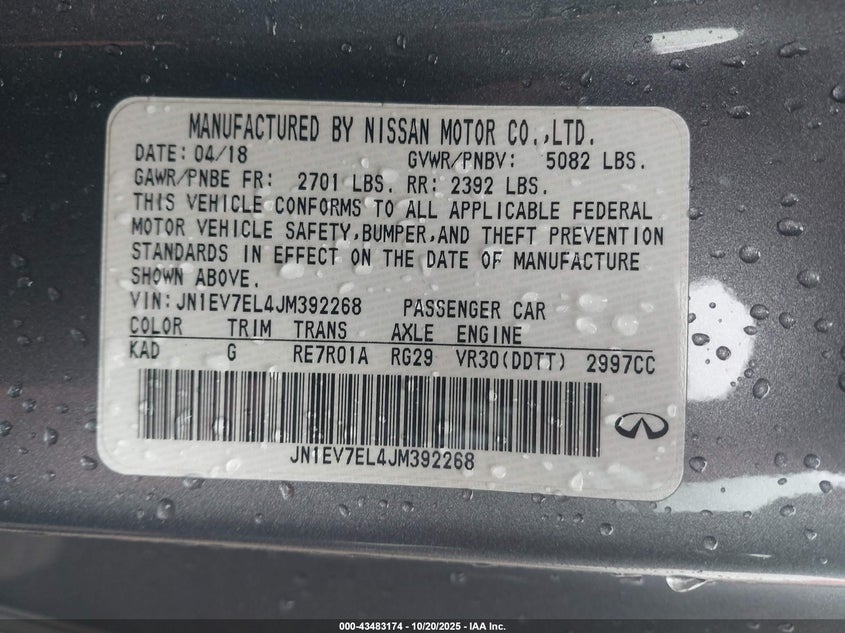 MANUFACTURED BY NISSAN MOTOR CO.,LTD.
DATE: 04/18 GVWR/PNBV: 5082 LBS.
GAWR/PNBE FR: 2701 LBS. RR: 2392 LBS.
THIS VEHICLE CONFORMS TO ALL APPLICABLE FEDERAL
MOTOR VEHICLE SAFETY,BUMPER,AND THEFT PREVENTION
STANDARDS IN EFFECT ON THE DATE OF MANUFACTURE
SHOWN ABOVE.
VIN:JN1EV7EL4JM392268 PASSENGER CAR
COLOR TRIM TRANS AXLE ENGINE
KAD G RE7R01A RG29 VR30(DDTT) 2997CC
JN1EV7EL4JM392268
000-43483174 | 10/20/2025 - IAA Inc.